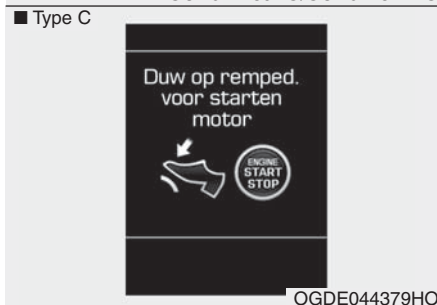 ■ Type C
Duw op remped.
voor starten
motor
ENGINE
START
STOP
OGDE044379HO